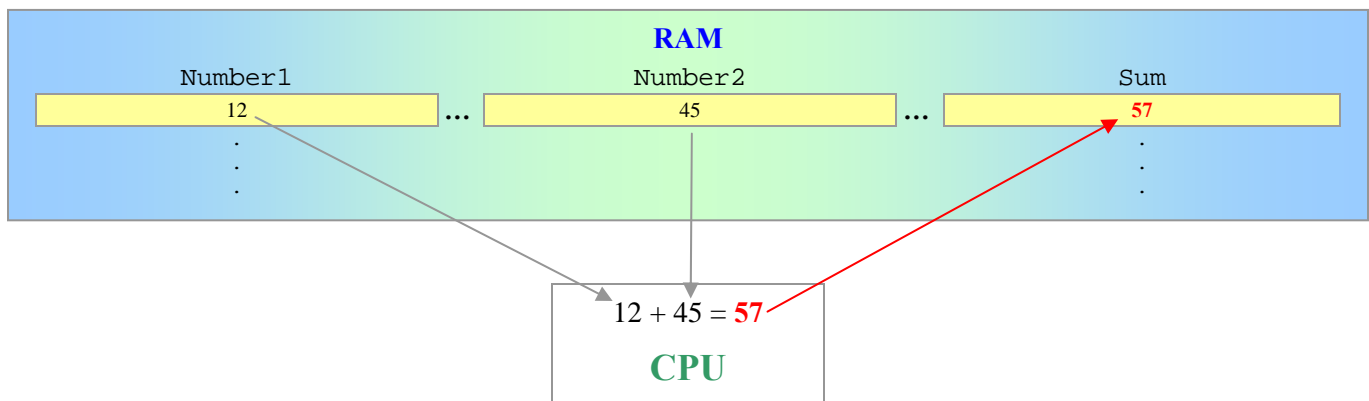 RAM
Number1 Number2 Sum
12 ... 45 ... 57
. .
. .
. .
12 + 45 = 57
CPU